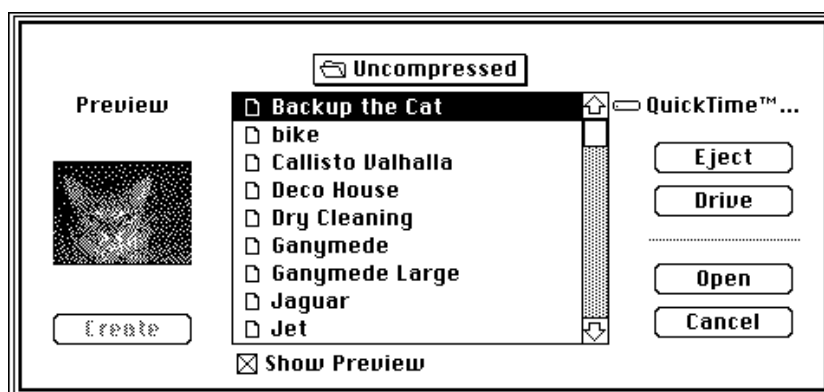 Uncompressed
Preview
QuickTime™...
Backup the Cat
bike
Callisto Valhalla
Deco House
Dry Cleaning
Ganymede
Ganymede Large
Jaguar
Jet
Eject
Drive
Open
Cancel
Create
Show Preview